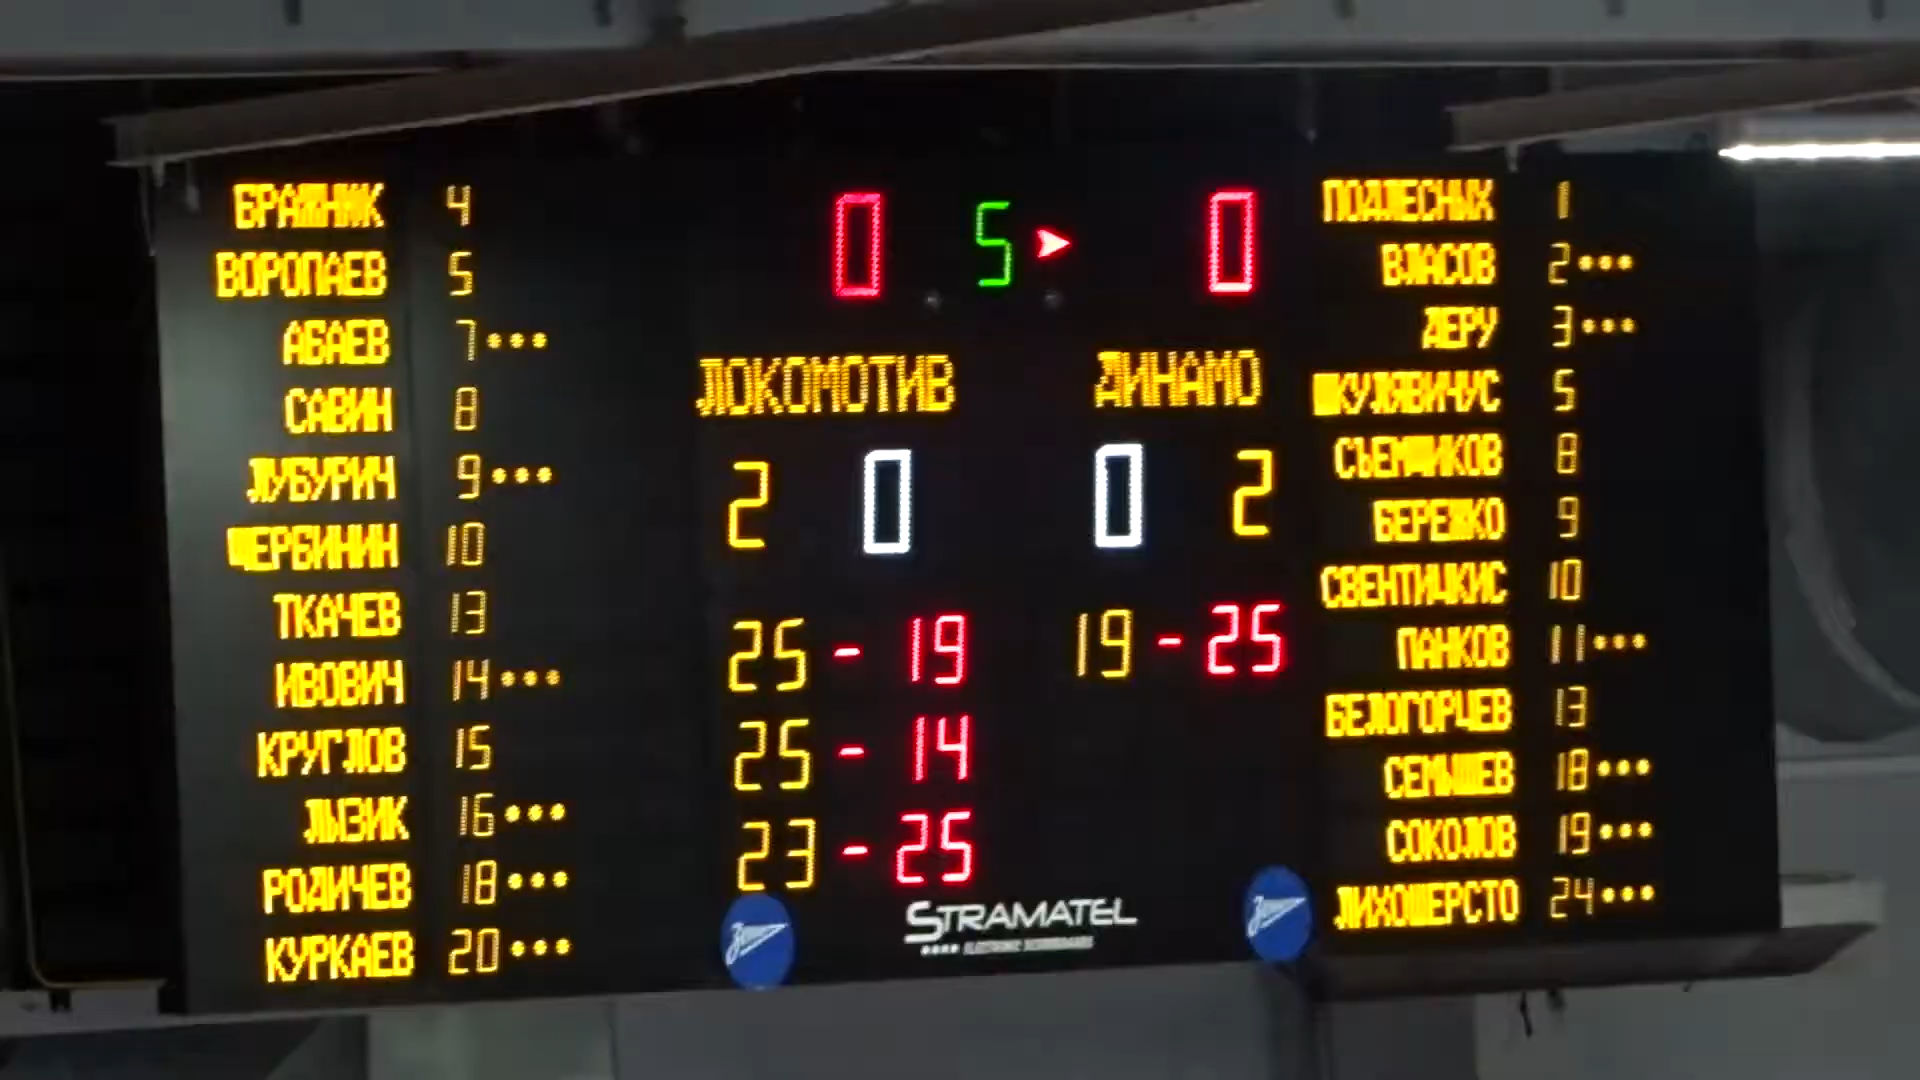 БРАЖНИК 4
ВОРОПАЕВ 5
АБАЕВ 7•••
САВИН 8
ЛУБУРИЧ 9•••
ЩЕРБИНИН 10
ТКАЧЕВ 13
ИВОВИЧ 14•••
КРУГЛОВ 15
ЛЫЗИК 16•••
РОДИЧЕВ 18•••
КУРКАЕВ 20•••
0 5 0
ЛОКОМОТИВ ДИНАМО
2 0 0 2
25 - 19 19 - 25
25 - 14
23 - 25
STRAMATEL
ПОДЛЕСНЫХ 1
ВЛАСОВ 2•••
ДЕРУ 3•••
ШКУЛЯВИЧУС 5
СЪЕМЩИКОВ 8
БЕРЕЖКО 9
СВЕНТИЦКИС 10
ПАНКОВ 11•••
БЕЛОГОРЦЕВ 13
СЕМЫШЕВ 18•••
СОКОЛОВ 19•••
ЛИХОШЕРСТО 24•••